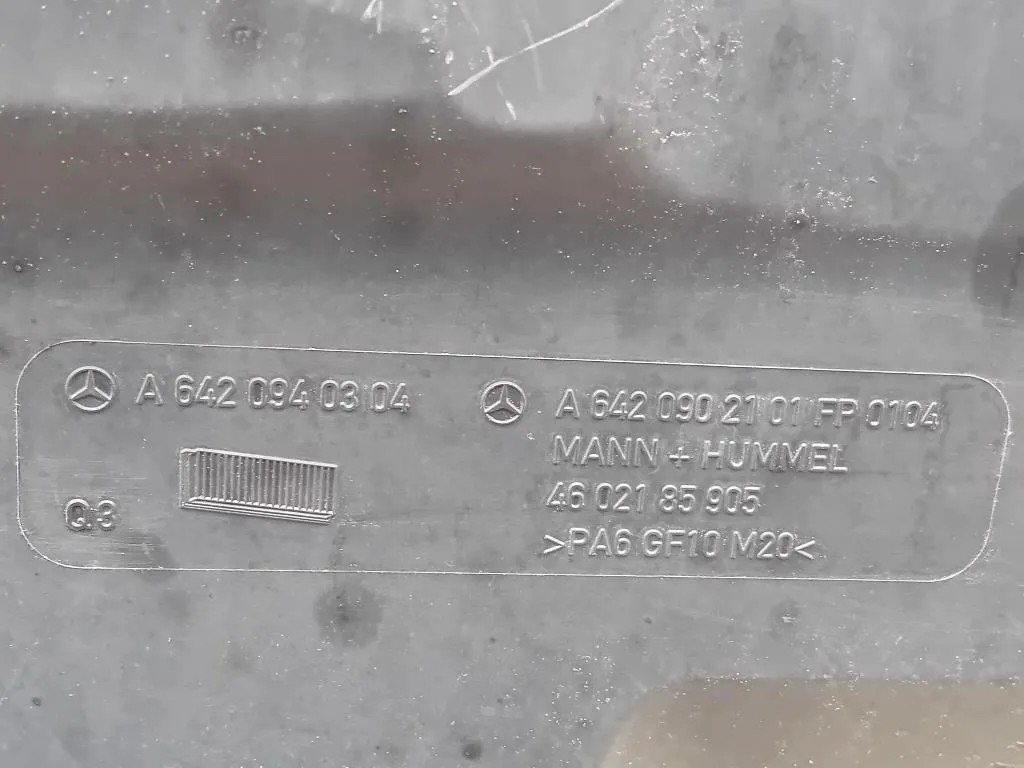 A 642 094 03 04
Q3
A 642 090 21 01 FP 0104
MANN + HUMMEL
46 021 85 905
>PA6 GF10 M20<